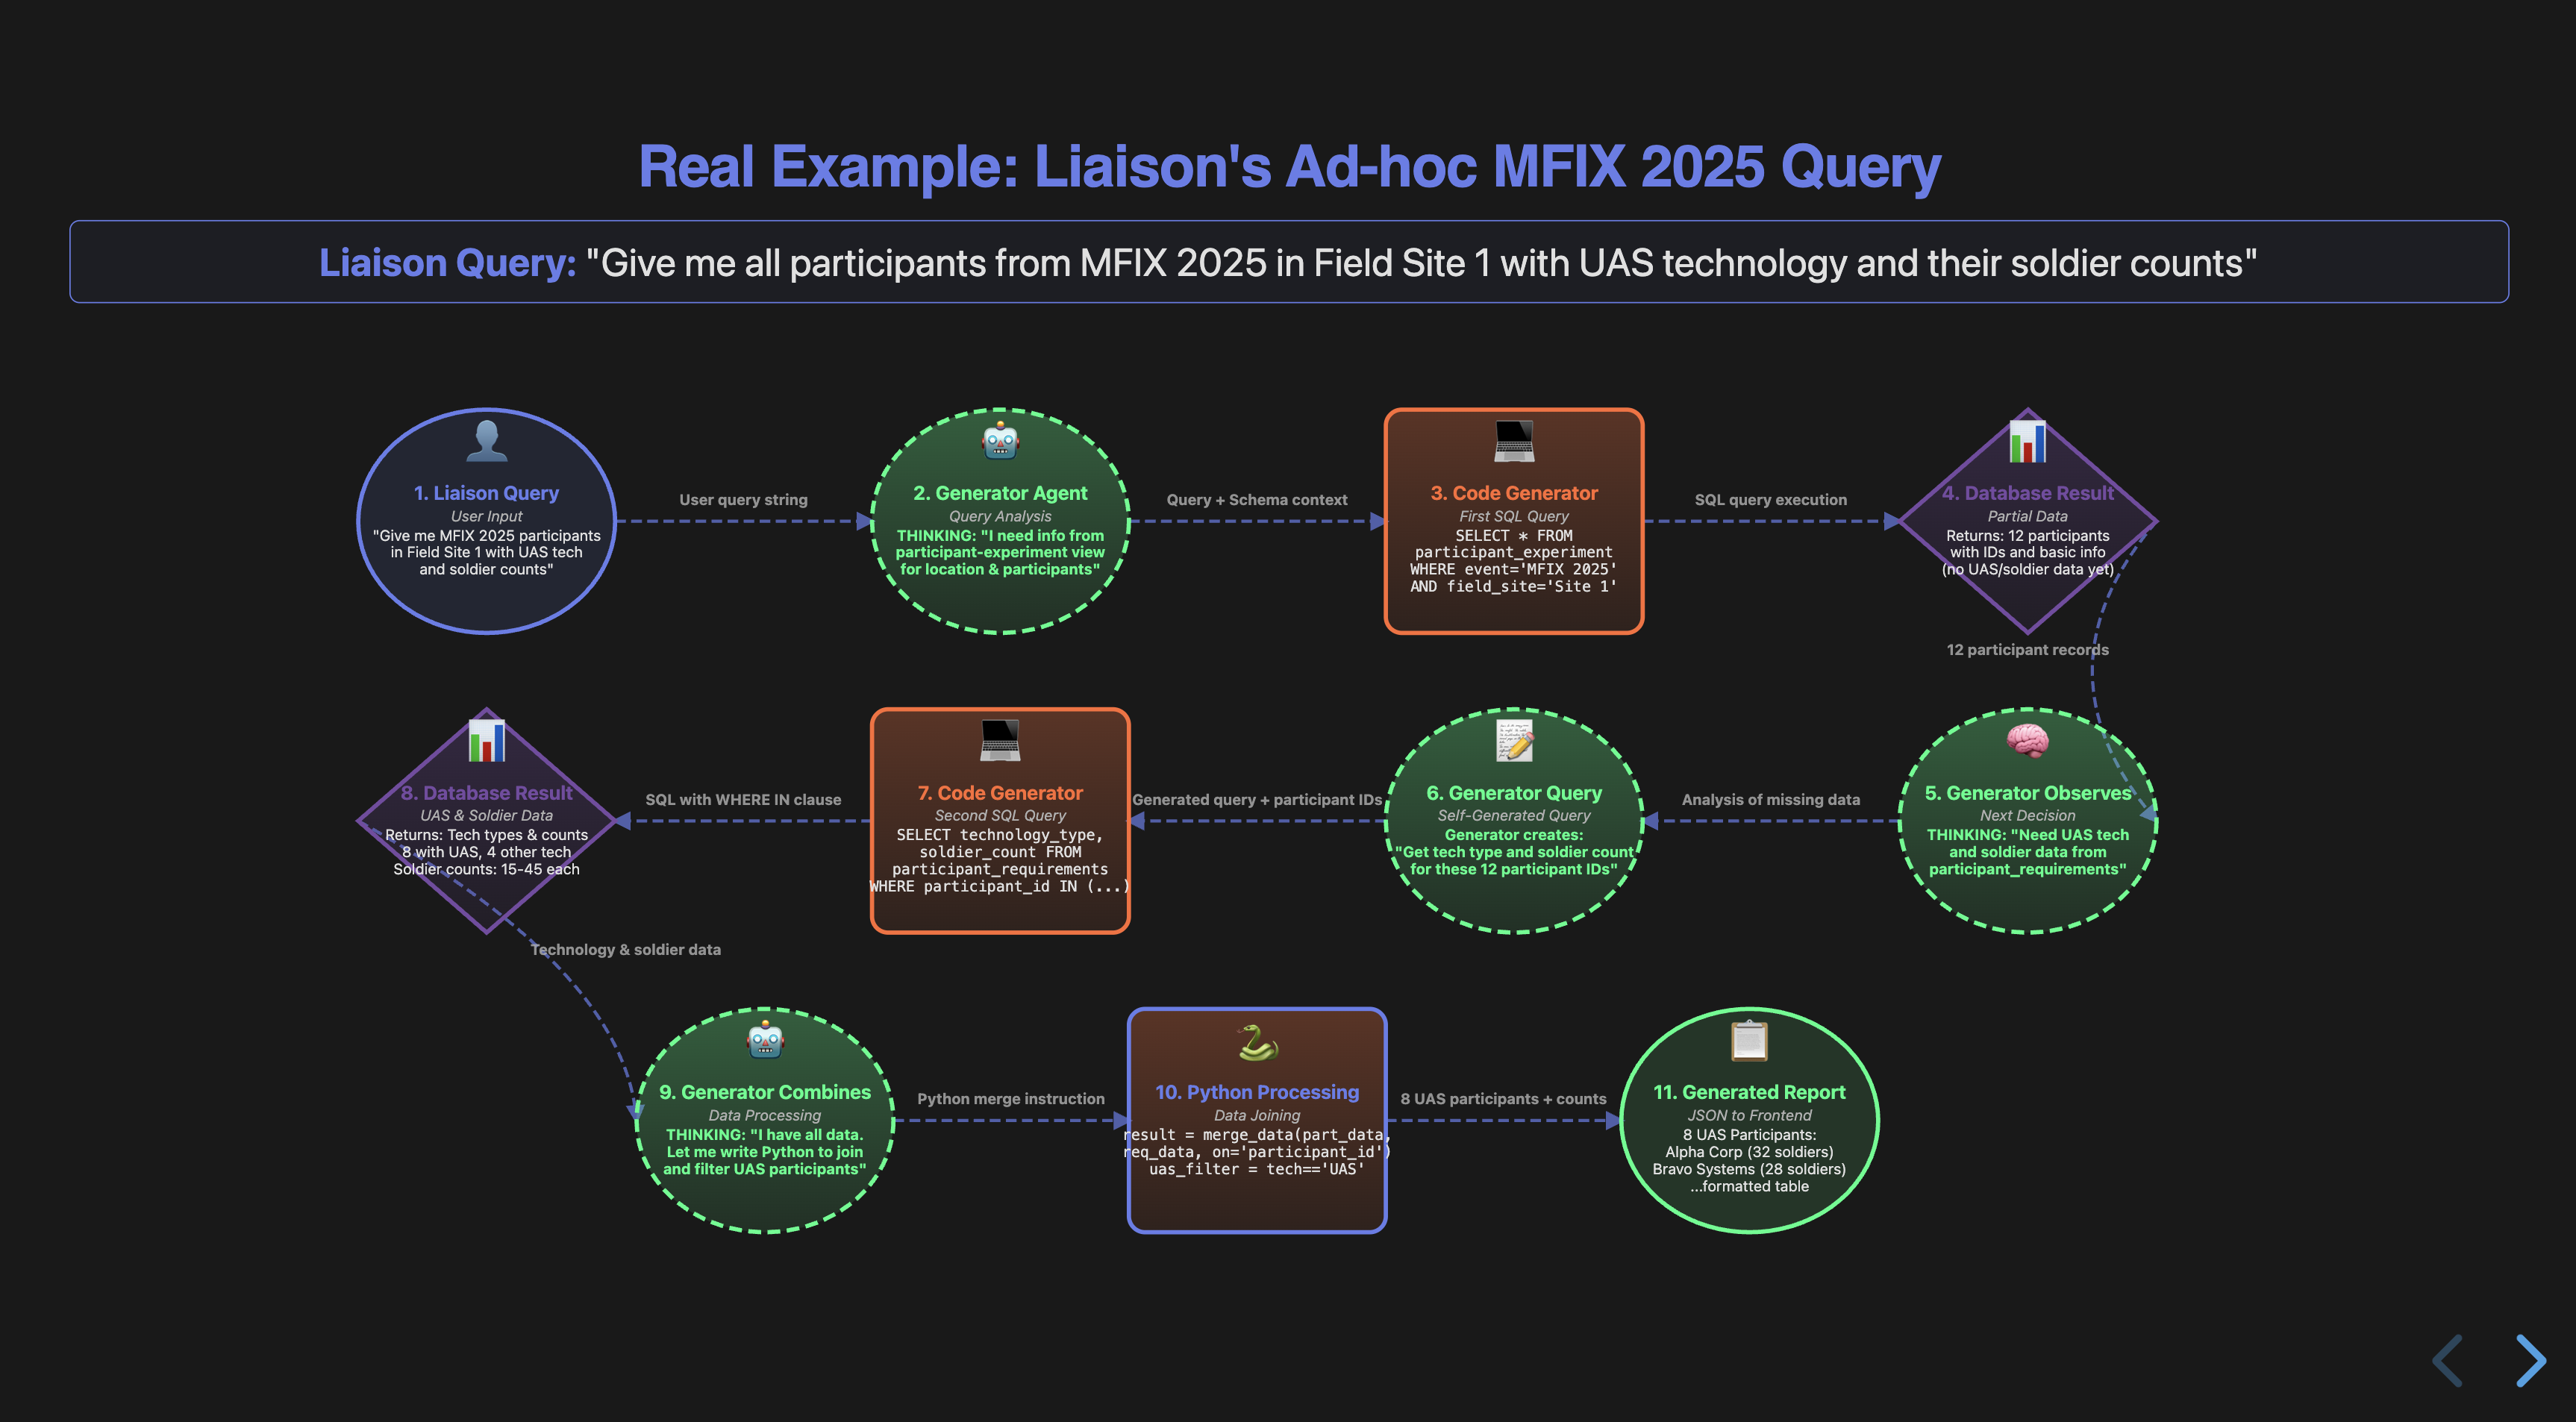 Real Example: Liaison's Ad-hoc MFIX 2025 Query
Liaison Query: "Give me all participants from MFIX 2025 in Field Site 1 with UAS technology and their soldier counts"
1. Liaison Query
User Input
"Give me MFIX 2025 participants
in Field Site 1 with UAS tech
and soldier counts"
User query string
2. Generator Agent
Query Analysis
THINKING: "I need info from
participant-experiment view
for location & participants"
Query + Schema context
3. Code Generator
First SQL Query
SELECT * FROM
participant_experiment
WHERE event='MFIX 2025'
AND field_site='Site 1'
SQL query execution
4. Database Result
Partial Data
Returns: 12 participants
with IDs and basic info
(no UAS/soldier data yet)
12 participant records
5. Generator Observes
Next Decision
THINKING: "Need UAS tech
and soldier data from
participant_requirements"
Analysis of missing data
6. Generator Query
Self-Generated Query
Generator creates:
"Get tech type and soldier count
for these 12 participant IDs"
Generated query + participant IDs
7. Code Generator
Second SQL Query
SELECT technology_type,
soldier_count FROM
participant_requirements
WHERE participant_id IN (...)
SQL with WHERE IN clause
8. Database Result
UAS & Soldier Data
Returns: Tech types & counts
8 with UAS, 4 other tech
Soldier counts: 15-45 each
Technology & soldier data
9. Generator Combines
Data Processing
THINKING: "I have all data.
Let me write Python to join
and filter UAS participants"
Python merge instruction
10. Python Processing
Data Joining
result = merge_data(part_data,
req_data, on='participant_id')
uas_filter = tech=='UAS'
8 UAS participants + counts
11. Generated Report
JSON to Frontend
8 UAS Participants:
Alpha Corp (32 soldiers)
Bravo Systems (28 soldiers)
...formatted table